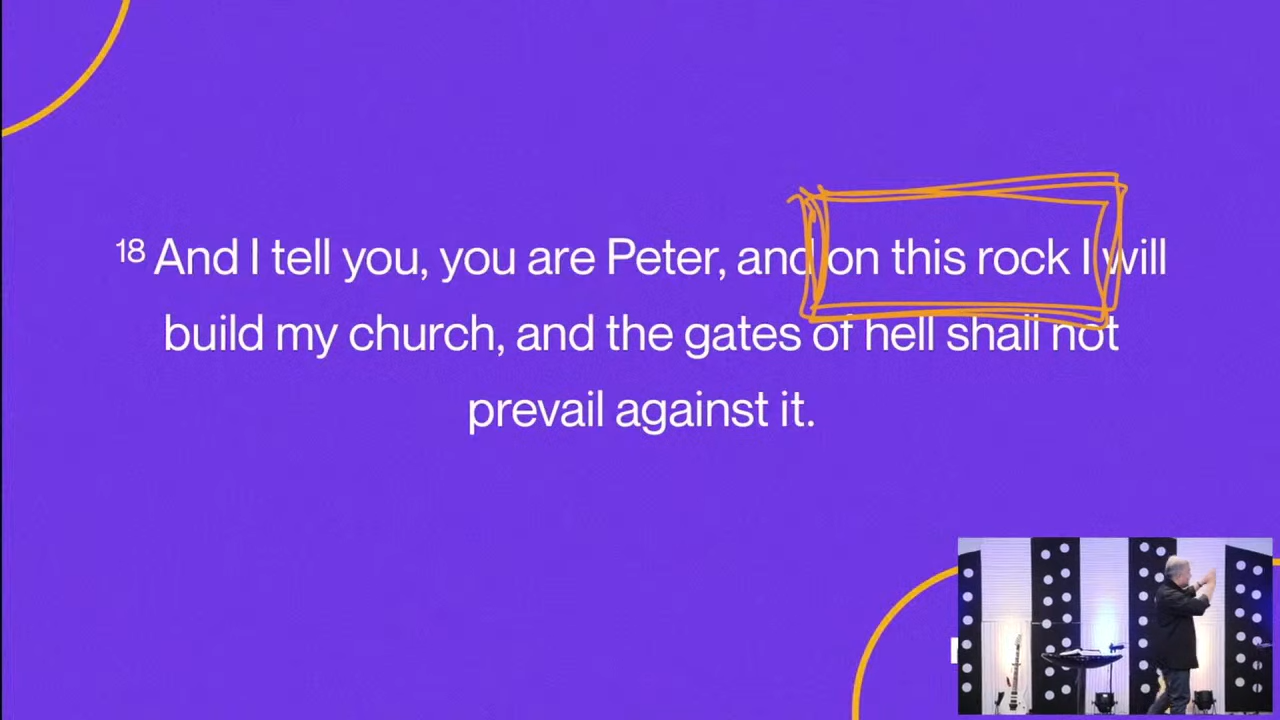 18 And I tell you, you are Peter, and on this rock I will
build my church, and the gates of hell shall not
prevail against it.